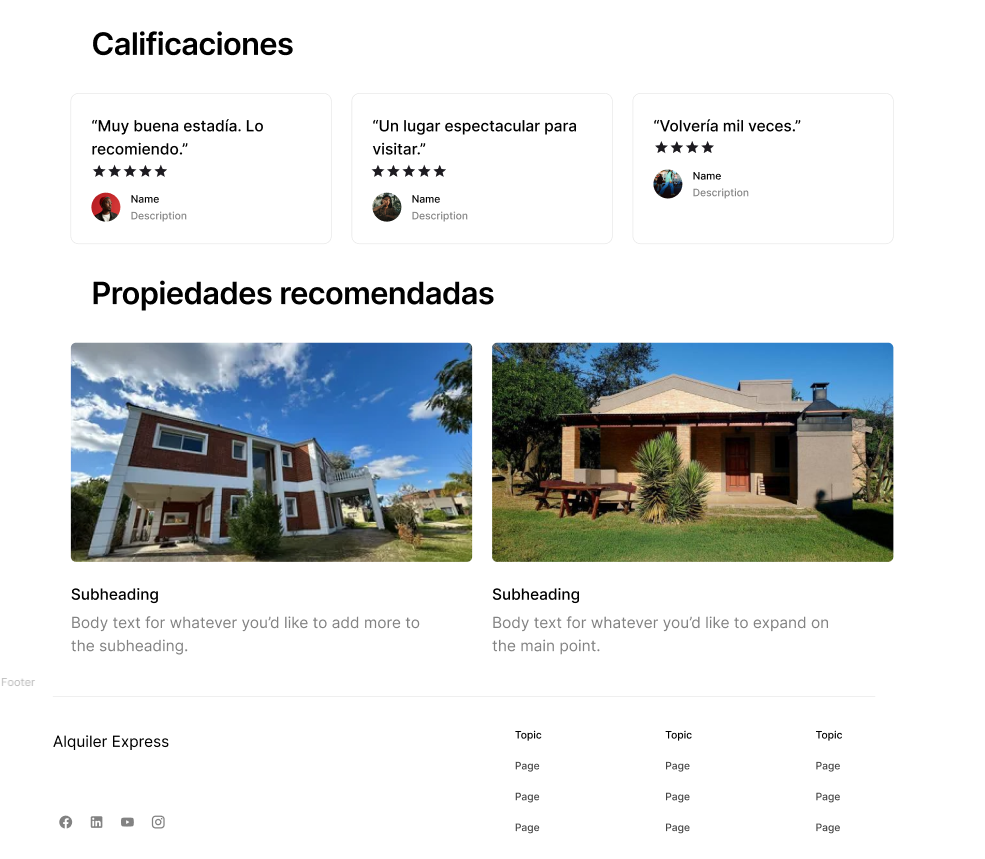 Calificaciones
“Muy buena estadía. Lo
recomiendo.”
Name
Description
“Un lugar espectacular para
visitar.”
Name
Description
“Volvería mil veces.”
Name
Description
Propiedades recomendadas
Subheading
Body text for whatever you’d like to add more to
the subheading.
Subheading
Body text for whatever you’d like to expand on
the main point.
Footer
Alquiler Express
Topic
Page
Page
Page
Topic
Page
Page
Page
Topic
Page
Page
Page